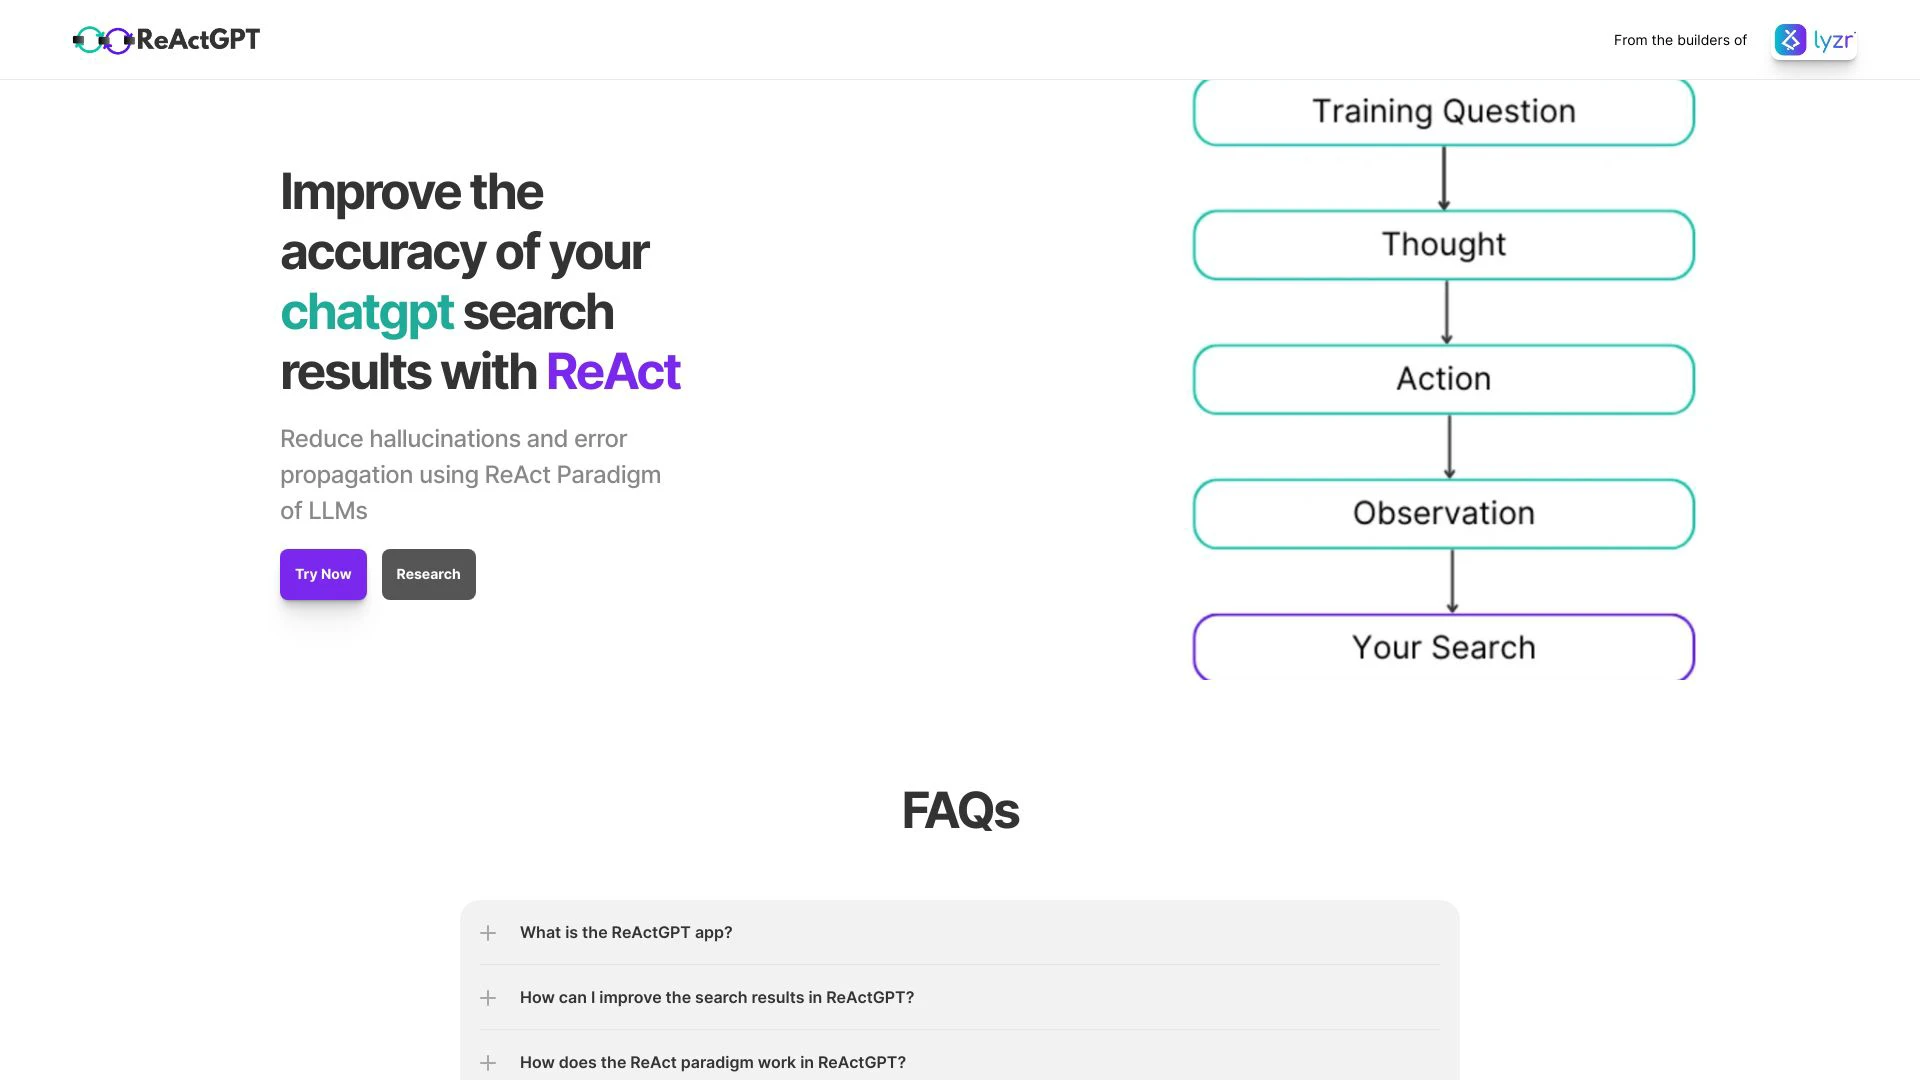 ReActGPT
From the builders of
lyzr
Improve the
accuracy of your
chatgpt search
results with ReAct
Reduce hallucinations and error
propagation using ReAct Paradigm
of LLMs
Try Now
Research
Training Question
Thought
Action
Observation
Your Search
FAQs
What is the ReActGPT app?
How can I improve the search results in ReActGPT?
How does the ReAct paradigm work in ReActGPT?